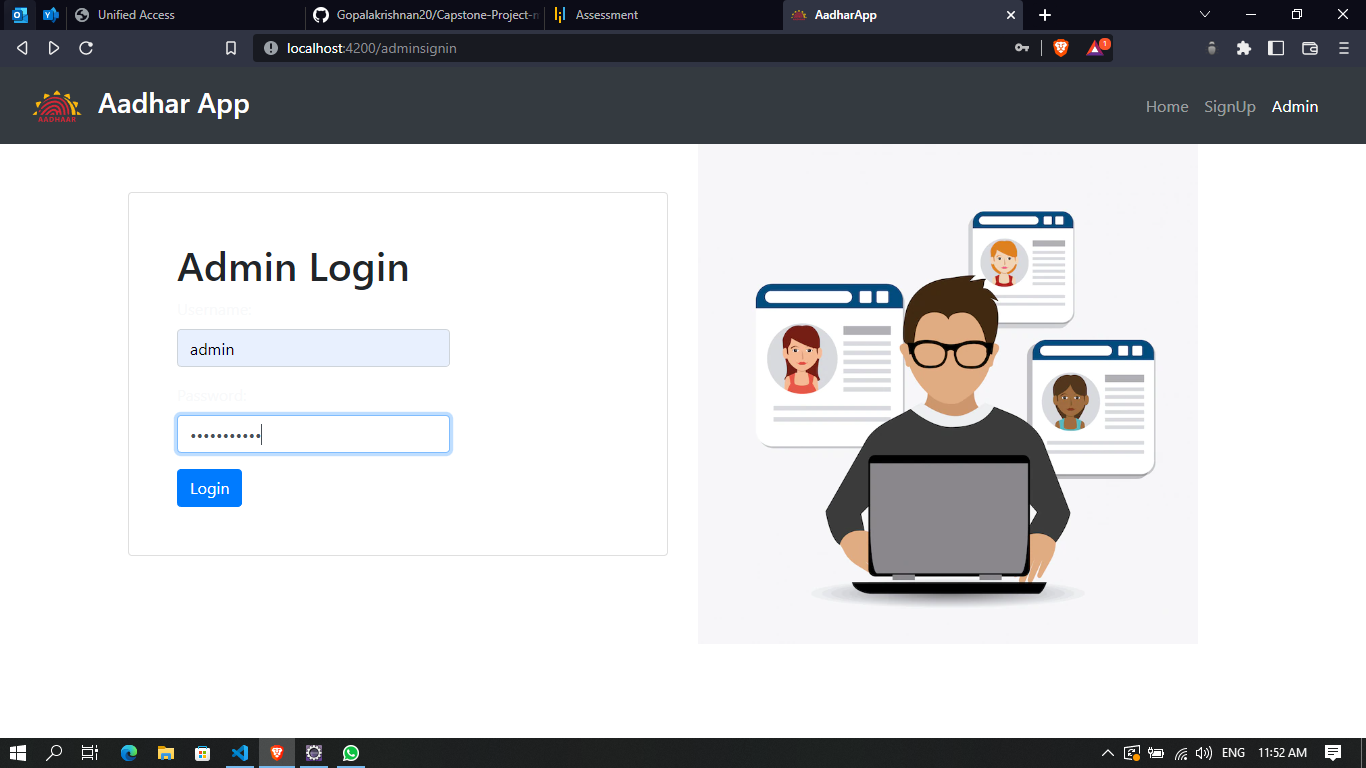 Unified Access
Gopalakrishnan20/Capstone-Project-n
Assessment
AadharApp
localhost:4200/adminsignin
1
AADHAAR
Aadhar App
Home
SignUp
Admin
Admin Login
Username:
admin
Password:
•••••••••••
Login
ENG
11:52 AM